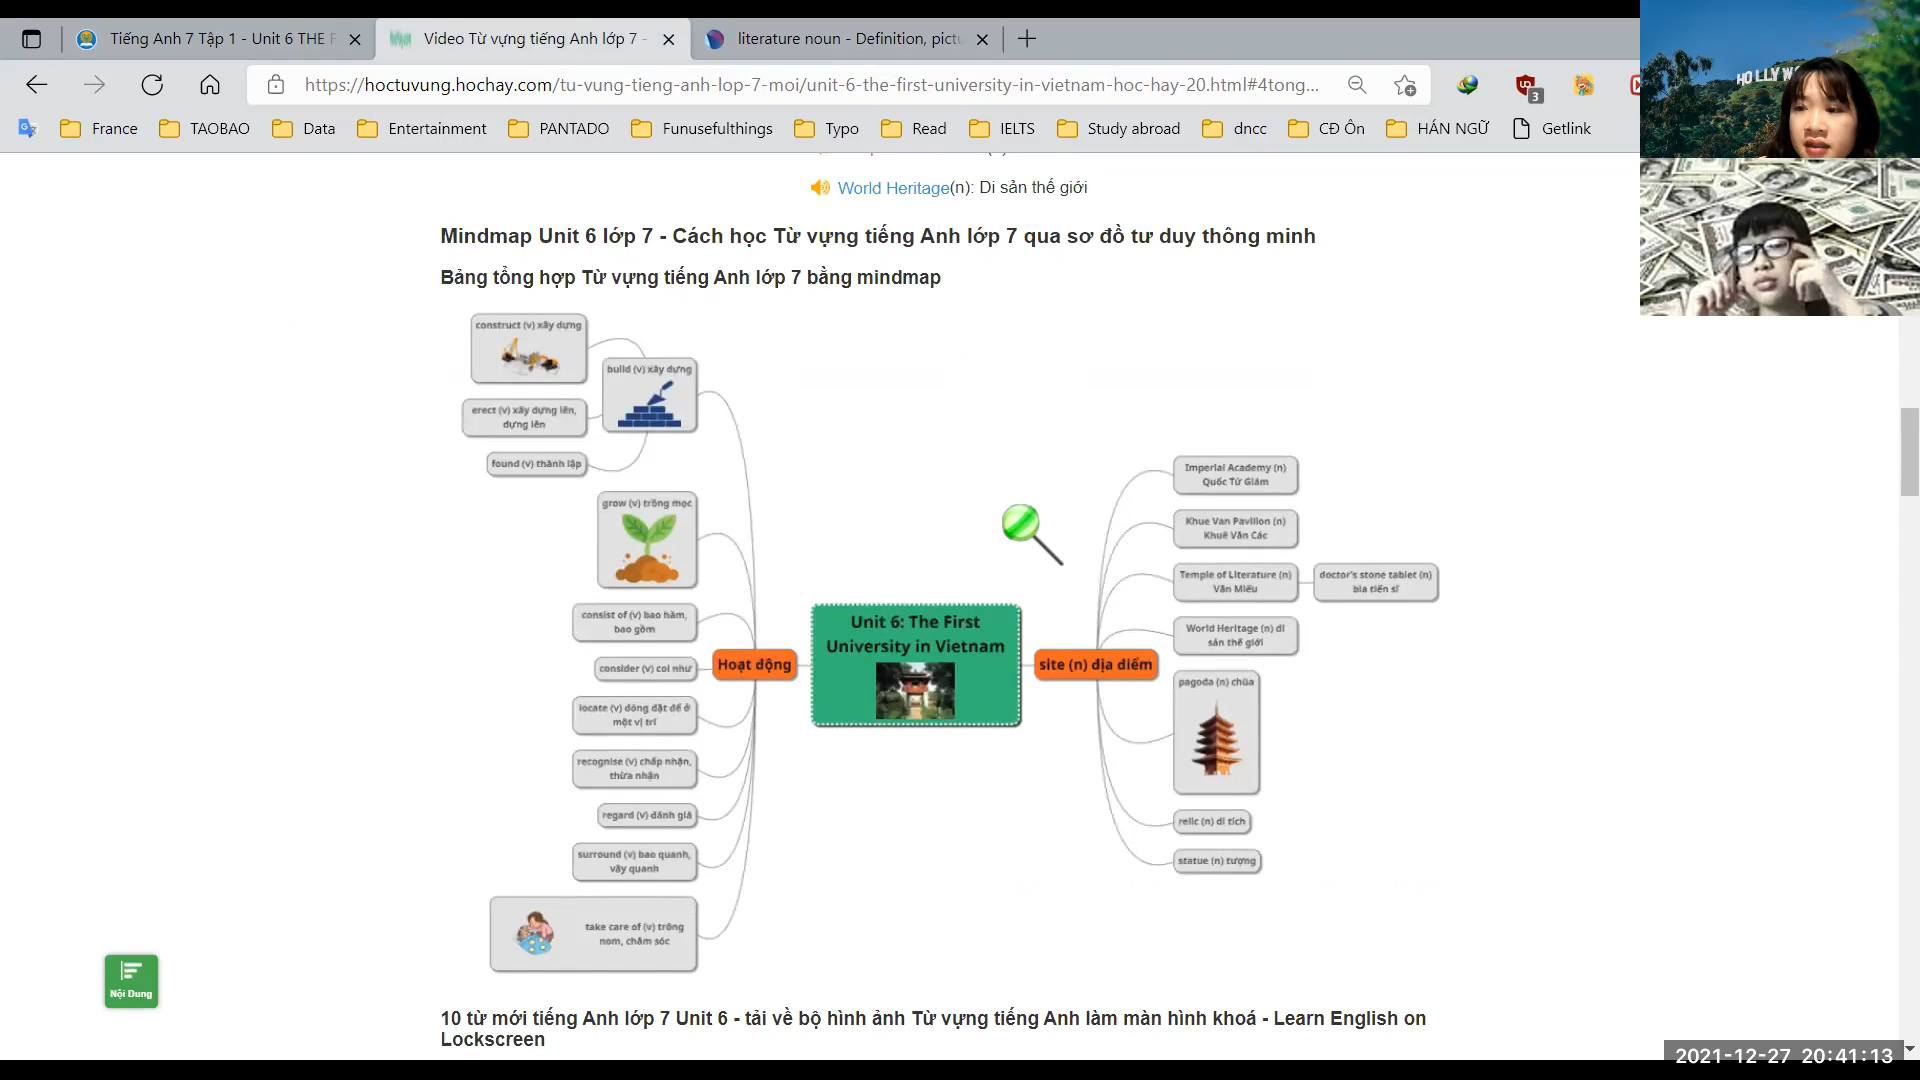 Tiếng Anh 7 Tập 1 - Unit 6 THE F
Video Từ vựng tiếng Anh lớp 7 -
literature noun - Definition, pictu
https://hoctuvung.hochay.com/tu-vung-tieng-anh-lop-7-moi/unit-6-the-first-university-in-vietnam-hoc-hay-20.html#4tong...
3
France
TAOBAO
Data
Entertainment
PANTADO
Funusefulthings
Typo
Read
IELTS
Study abroad
dncc
CĐ Ôn
HÁN NGỮ
Getlink
HOLLYW
World Heritage(n): Di sản thế giới
Mindmap Unit 6 lớp 7 - Cách học Từ vựng tiếng Anh lớp 7 qua sơ đồ tư duy thông minh
Bảng tổng hợp Từ vựng tiếng Anh lớp 7 bằng mindmap
construct (v) xây dựng
build (v) xây dựng
erect (v) xây dựng lên,
dựng lên
found (v) thành lập
grow (v) trồng mọc
consist of (v) bao hàm,
bao gồm
consider (v) coi như
locate (v) đóng đặt để ở
một vị trí
recognise (v) chấp nhận,
thừa nhận
regard (v) đánh giá
surround (v) bao quanh,
vây quanh
take care of (v) trông
nom, chăm sóc
Hoạt động
Unit 6: The First
University in Vietnam
site (n) địa điểm
Imperial Academy (n)
Quốc Tử Giám
Khue Van Pavilion (n)
Khuê Văn Các
Temple of Literature (n)
Văn Miếu
doctor's stone tablet (n)
bia tiến sĩ
World Heritage (n) di
sản thế giới
pagoda (n) chùa
relic (n) di tích
statue (n) tượng
Nội Dung
10 từ mới tiếng Anh lớp 7 Unit 6 - tải về bộ hình ảnh Từ vựng tiếng Anh làm màn hình khoá - Learn English on
Lockscreen
2021-12-27 20:41:13